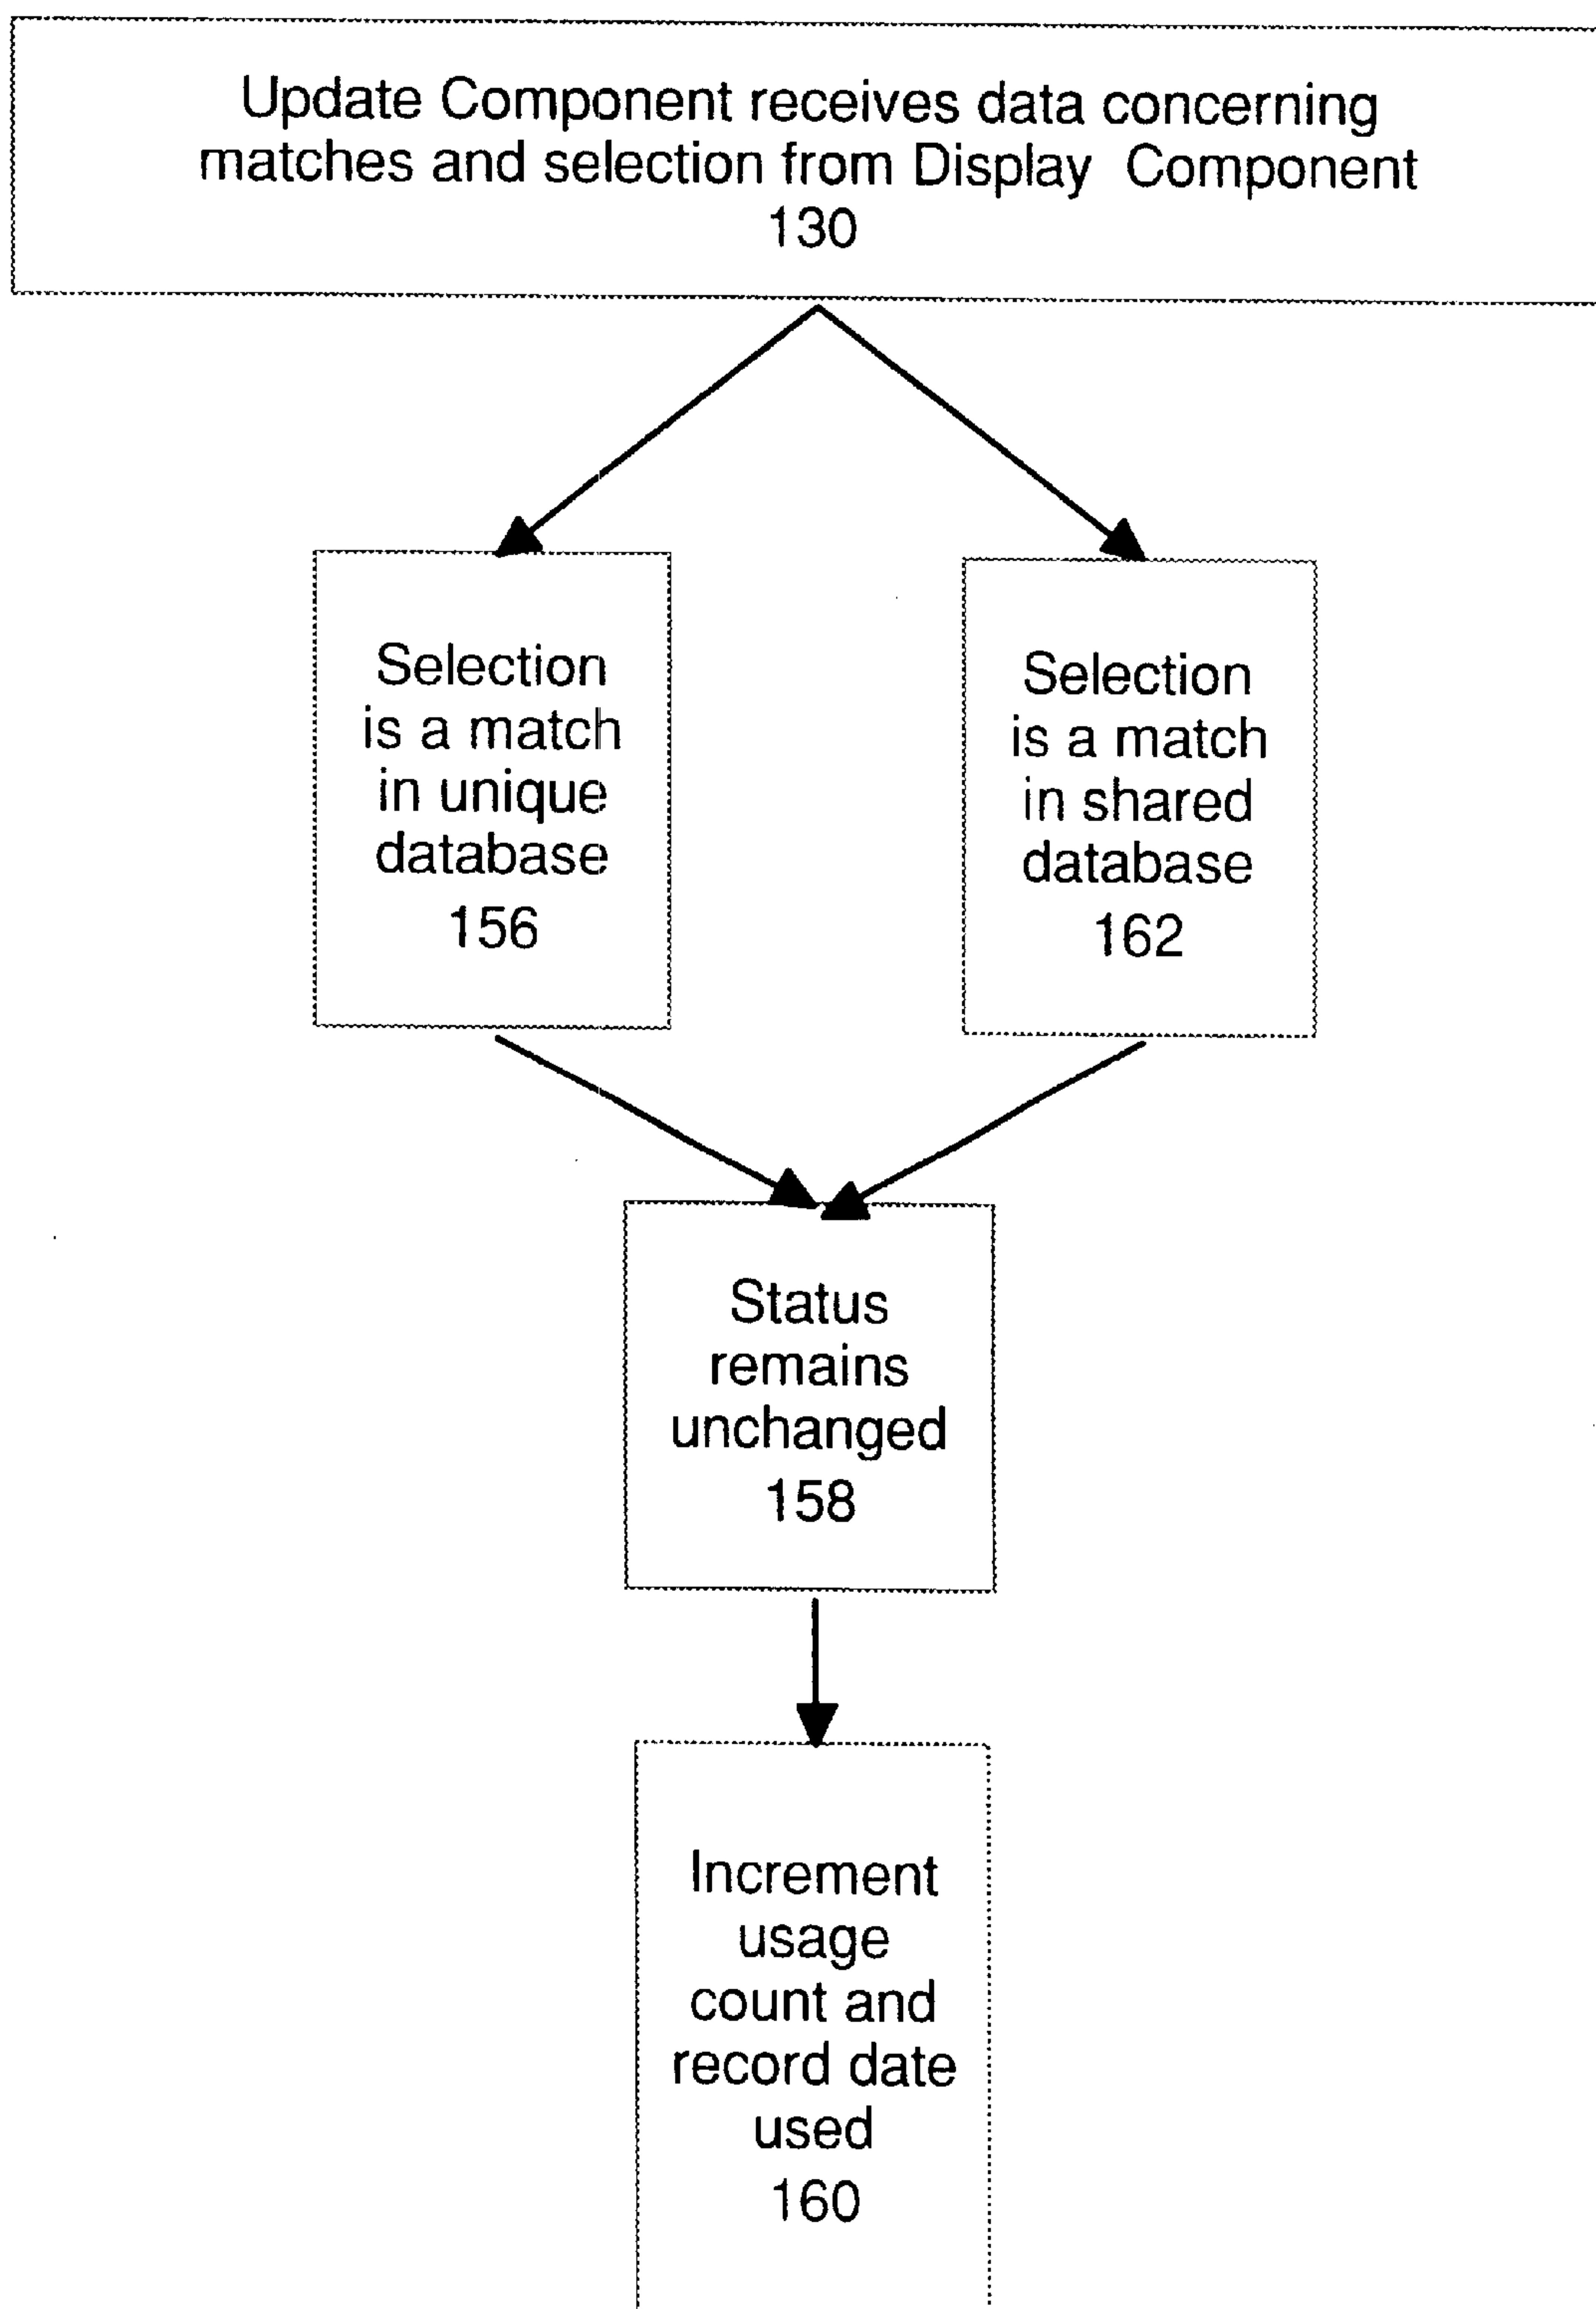 Update Component receives data concerning
matches and selection from Display Component
130
Selection
is a match
in unique
database
156
Selection
is a match
in shared
database
162
Status
remains
unchanged
158
Increment
usage
count and
record date
used
160